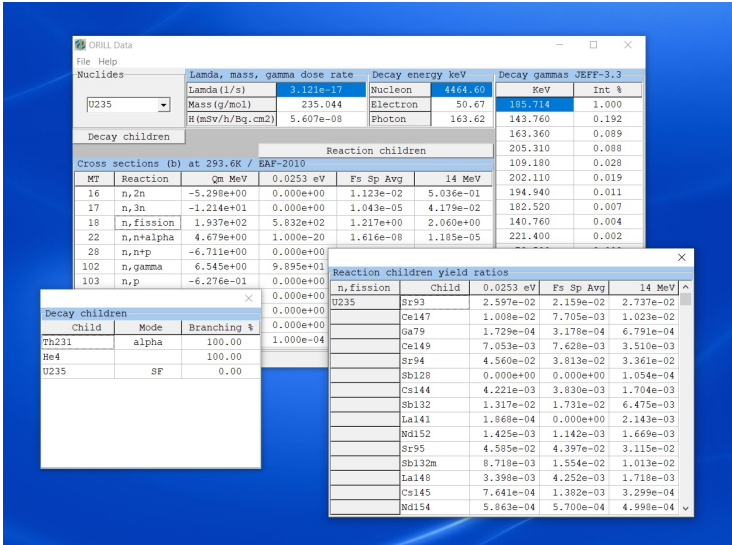 ORILL Data
File Help
Nuclides
Lamda, mass, gamma dose rate
Decay energy keV
Decay gammas JEFF-3.3
U235
Lamda(1/s) 3.121e-17
Mass(g/mol) 235.044
H(mSv/h/Bq.cm2) 5.607e-08
Nucleon 4464.60
Electron 50.67
Photon 163.62
KeV Int %
185.714 1.000
143.760 0.192
163.360 0.089
205.310 0.088
109.180 0.028
202.110 0.019
194.940 0.011
182.520 0.007
140.760 0.004
221.400 0.002
Decay children
Reaction children
Cross sections (b) at 293.6K / EAF-2010
MT Reaction Qm MeV 0.0253 eV Fs Sp Avg 14 MeV
16 n,2n -5.298e+00 0.000e+00 1.123e-02 5.036e-01
17 n,3n -1.214e+01 0.000e+00 1.043e-05 4.179e-02
18 n,fission 1.937e+02 5.832e+02 1.217e+00 2.060e+00
22 n,n+alpha 4.679e+00 1.000e-20 1.616e-08 1.185e-05
28 n,n+p -6.711e+00 0.000e+00
102 n,gamma 6.545e+00 9.895e+01
103 n,p -6.276e-01 0.000e+00
0.000e+00
0.000e+00
0.000e+00
1.000e-04
Decay children
Child Mode Branching %
Th231 alpha 100.00
He4 100.00
U235 SF 0.00
Reaction children yield ratios
n,fission Child 0.0253 eV Fs Sp Avg 14 MeV
U235 Sr93 2.597e-02 2.159e-02 2.737e-02
Ce147 1.008e-02 7.705e-03 1.023e-02
Ga79 1.729e-04 3.178e-04 6.791e-04
Ce149 7.053e-03 7.628e-03 3.510e-03
Sr94 4.560e-02 3.813e-02 3.361e-02
Sb128 0.000e+00 0.000e+00 1.054e-04
Cs144 4.221e-03 3.830e-03 1.704e-03
Sb132 1.317e-02 1.731e-02 6.475e-03
La141 1.868e-04 0.000e+00 2.143e-03
Nd152 1.425e-03 1.142e-03 1.669e-03
Sr95 4.585e-02 4.397e-02 3.115e-02
Sb132m 8.718e-03 1.554e-02 1.013e-02
La148 3.398e-03 4.252e-03 1.718e-03
Cs145 7.641e-04 1.382e-03 3.299e-04
Nd154 5.863e-04 5.700e-04 4.998e-04